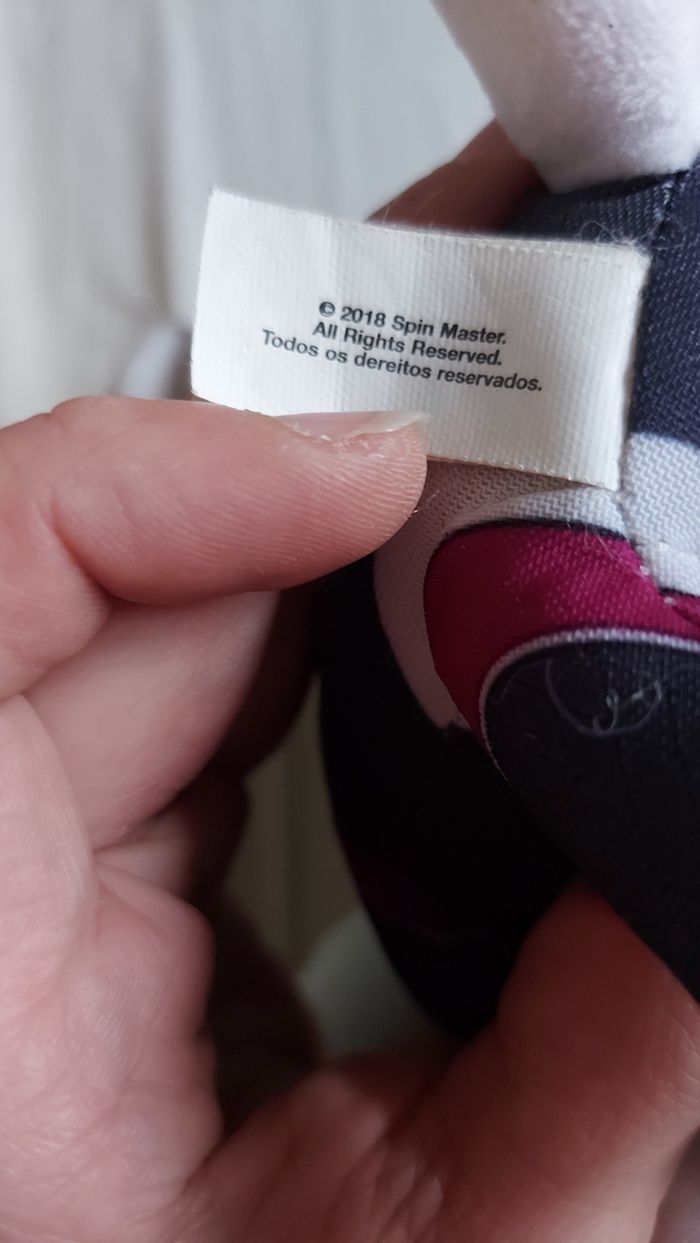 © 2018 Spin Master.
All Rights Reserved.
Todos os dereitos reservados.